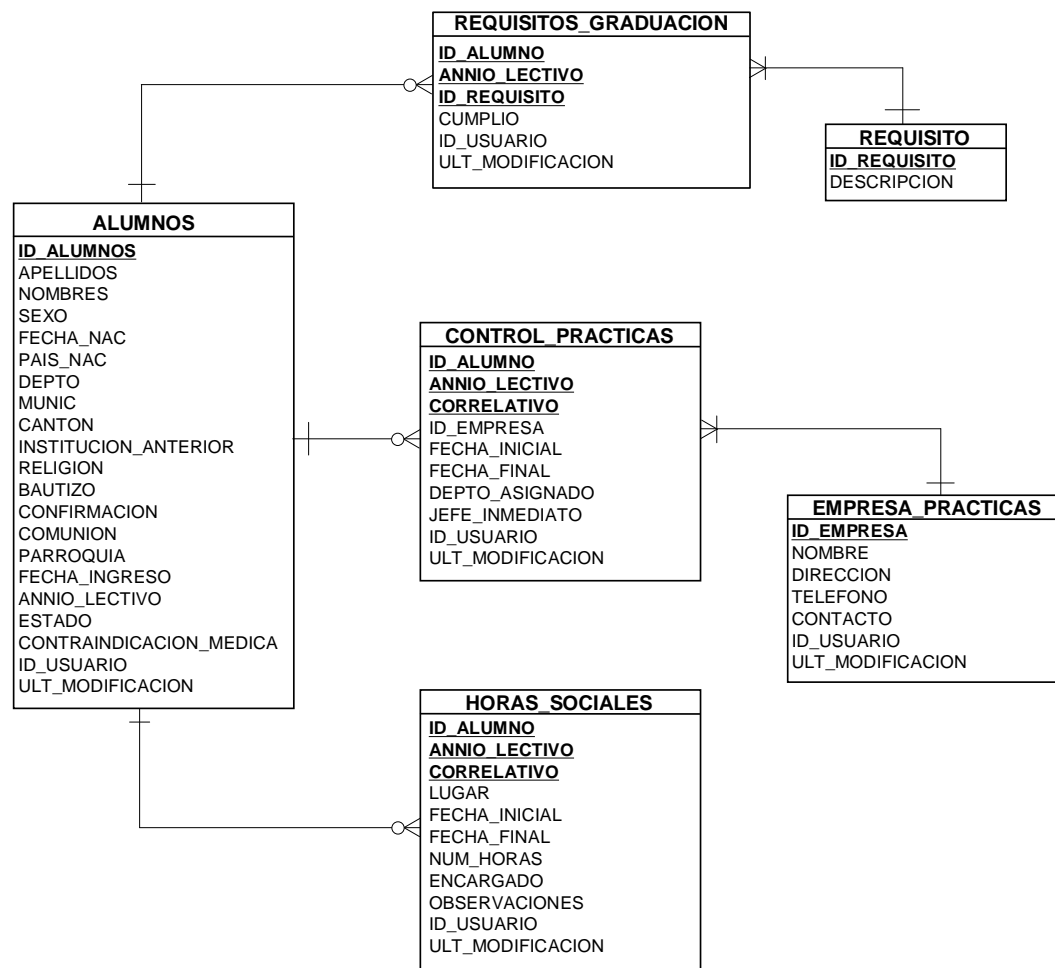 REQUISITOS_GRADUACION
ID_ALUMNO
ANNIO_LECTIVO
ID_REQUISITO
CUMPLIO
ID_USUARIO
ULT_MODIFICACION
REQUISITO
ID_REQUISITO
DESCRIPCION
ALUMNOS
ID_ALUMNOS
APELLIDOS
NOMBRES
SEXO
FECHA_NAC
PAIS_NAC
DEPTO
MUNIC
CANTON
INSTITUCION_ANTERIOR
RELIGION
BAUTIZO
CONFIRMACION
COMUNION
PARROQUIA
FECHA_INGRESO
ANNIO_LECTIVO
ESTADO
CONTRAINDICACION_MEDICA
ID_USUARIO
ULT_MODIFICACION
CONTROL_PRACTICAS
ID_ALUMNO
ANNIO_LECTIVO
CORRELATIVO
ID_EMPRESA
FECHA_INICIAL
FECHA_FINAL
DEPTO_ASIGNADO
JEFE_INMEDIATO
ID_USUARIO
ULT_MODIFICACION
EMPRESA_PRACTICAS
ID_EMPRESA
NOMBRE
DIRECCION
TELEFONO
CONTACTO
ID_USUARIO
ULT_MODIFICACION
HORAS_SOCIALES
ID_ALUMNO
ANNIO_LECTIVO
CORRELATIVO
LUGAR
FECHA_INICIAL
FECHA_FINAL
NUM_HORAS
ENCARGADO
OBSERVACIONES
ID_USUARIO
ULT_MODIFICACION